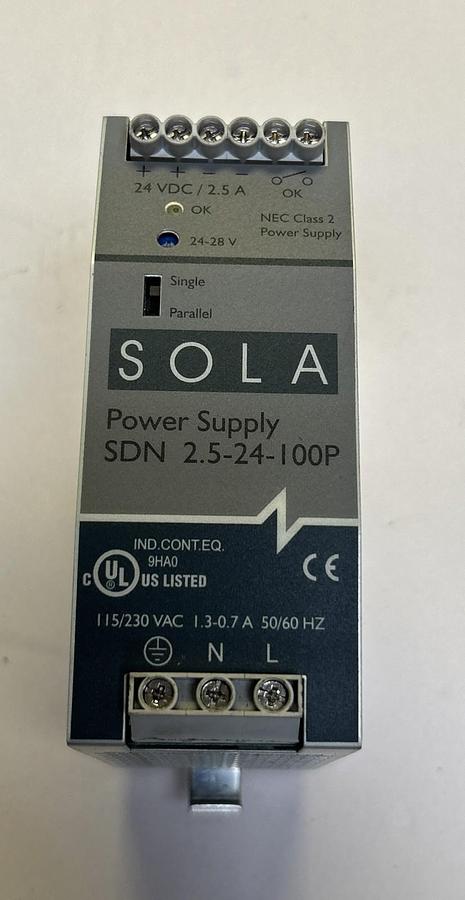 + + − −
24 VDC / 2.5 A
OK
OK
NEC Class 2
Power Supply
24-28 V
Single
Parallel
SOLA
Power Supply
SDN 2.5-24-100P
IND.CONT.EQ.
9HA0
C UL US LISTED
CE
115/230 VAC 1.3-0.7 A 50/60 HZ
N L